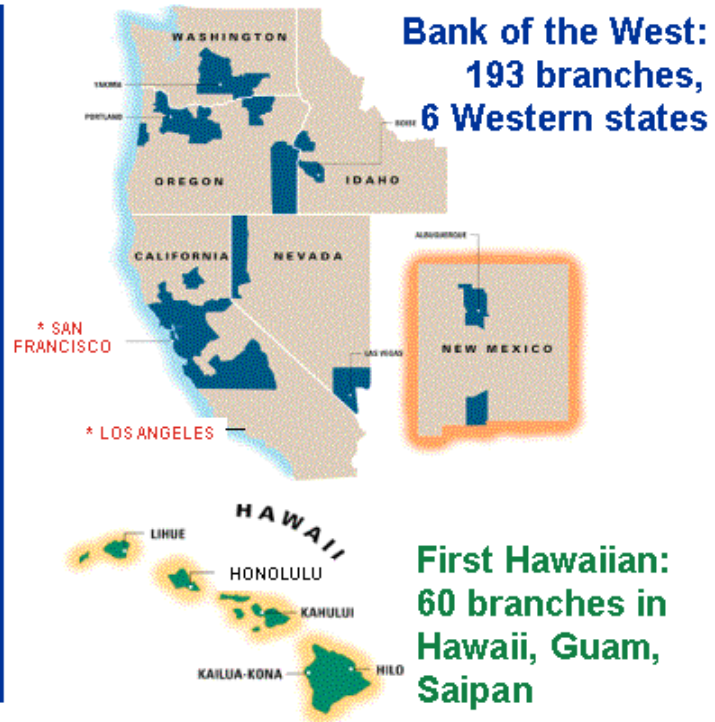 Bank of the West:
193 branches,
6 Western states
WASHINGTON
YAKIMA
PORTLAND
BOISE
OREGON
IDAHO
CALIFORNIA
NEVADA
ALBUQUERQUE
* SAN
FRANCISCO
LAS VEGAS
NEW MEXICO
* LOS ANGELES
HAWAII
LIHUE
HONOLULU
KAHULUI
KAILUA-KONA
HILO
First Hawaiian:
60 branches in
Hawaii, Guam,
Saipan